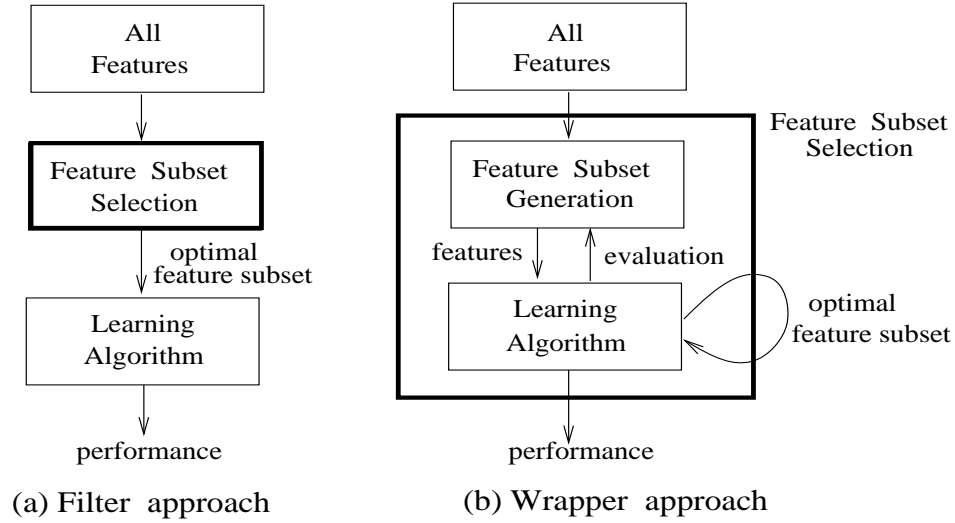 All
Features
Feature Subset
Selection
optimal
feature subset
Learning
Algorithm
performance
(a) Filter approach
All
Features
Feature Subset
Selection
Feature Subset
Generation
features
evaluation
Learning
Algorithm
optimal
feature subset
performance
(b) Wrapper approach